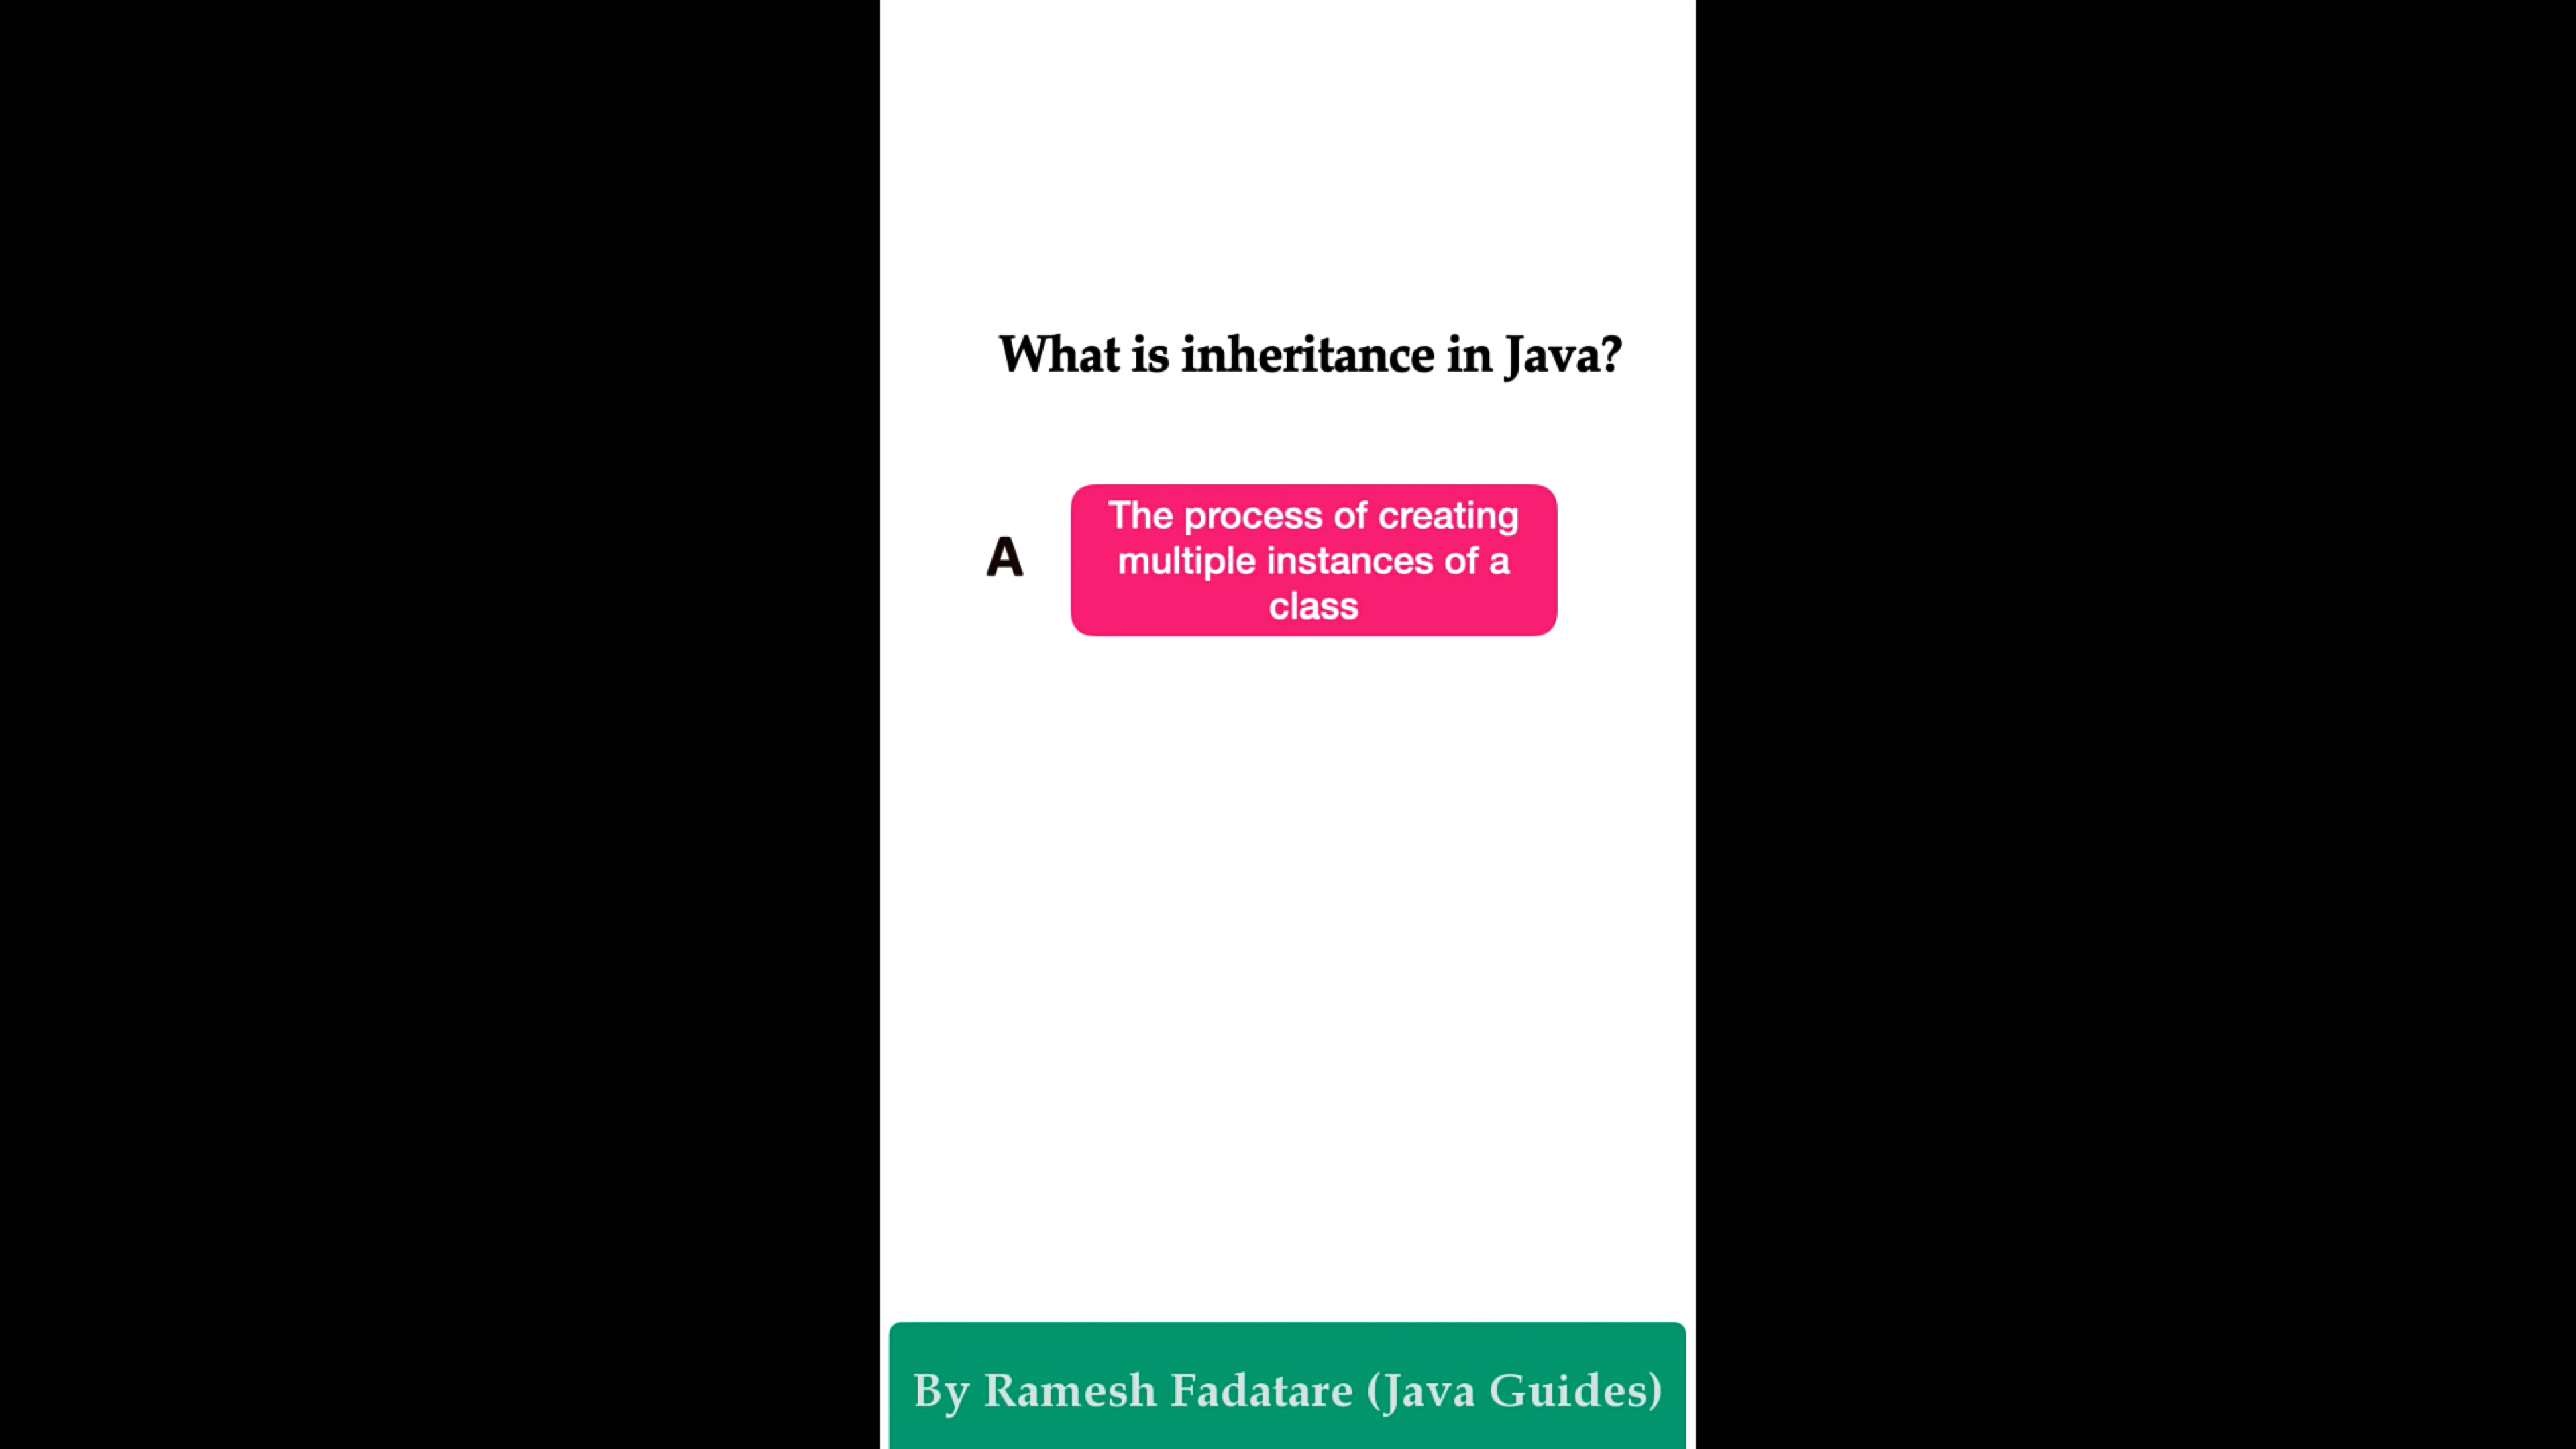 What is inheritance in Java?
A
The process of creating
multiple instances of a
class
By Ramesh Fadatare (Java Guides)